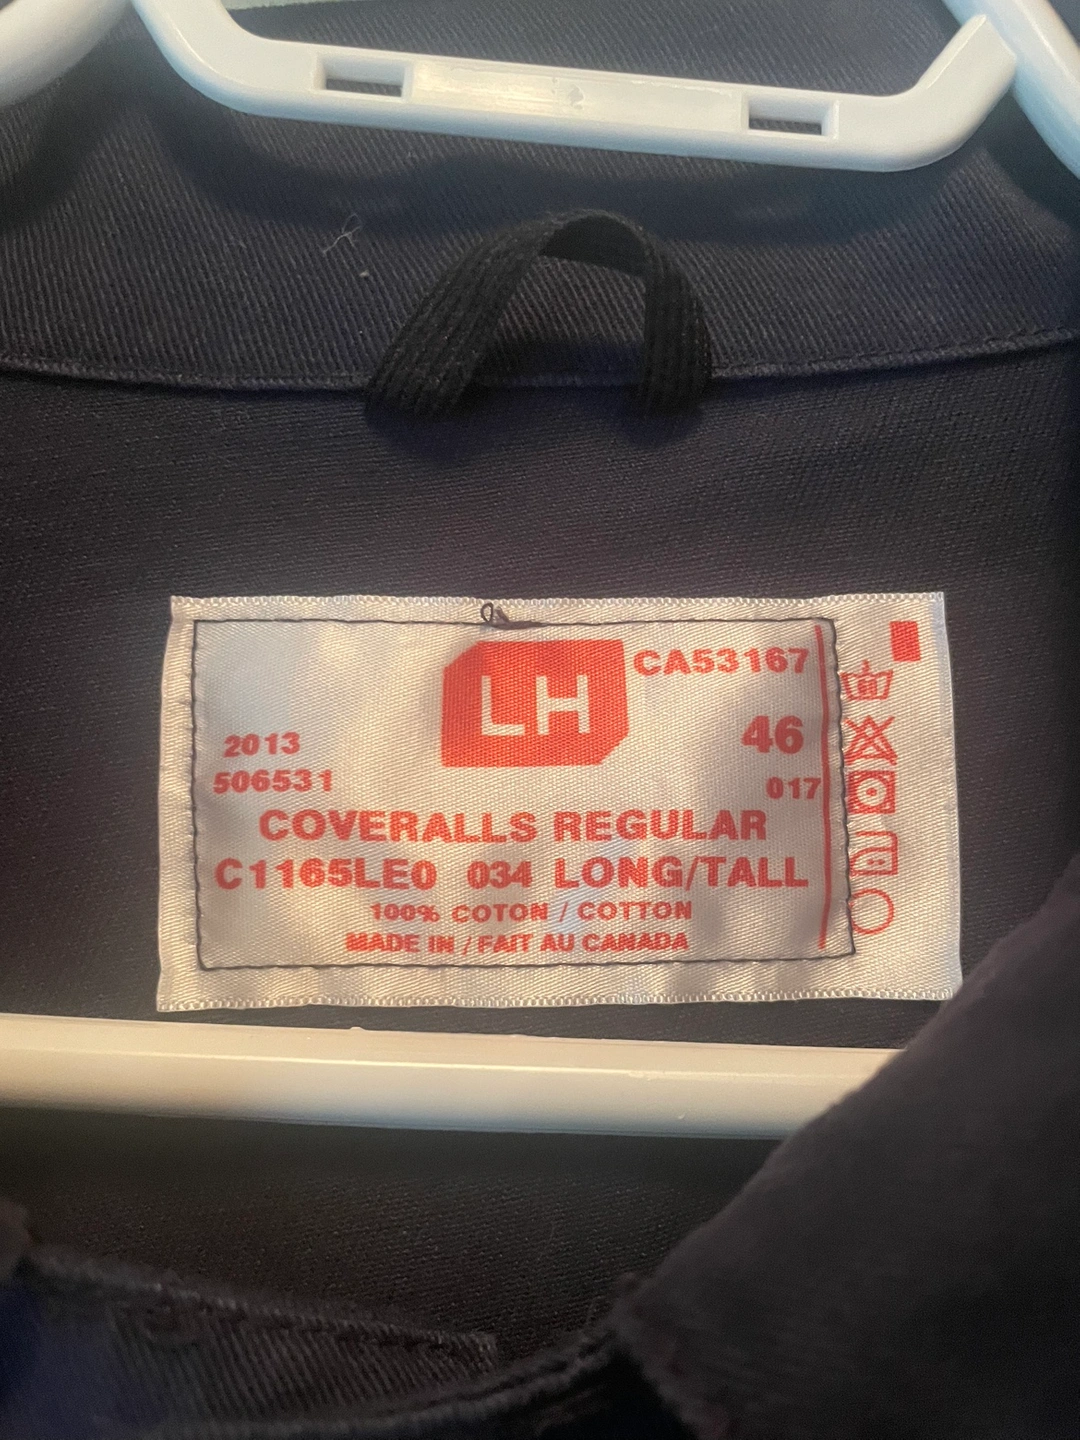 LH
CA53167
2013
46
506531
017
COVERALLS REGULAR
C1165LE0 034 LONG/TALL
100% COTON / COTTON
MADE IN / FAIT AU CANADA